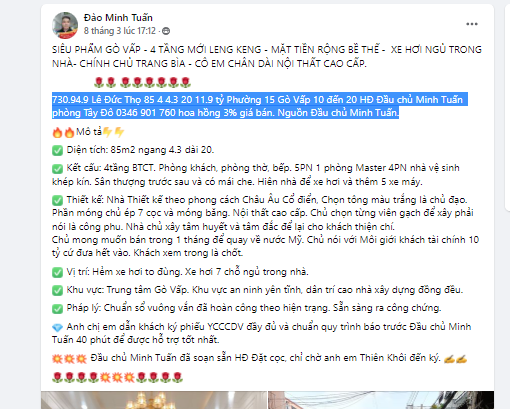 Đào Minh Tuấn
8 tháng 3 lúc 17:12
SIÊU PHẨM GÒ VẤP - 4 TẦNG MỚI LENG KENG - MẶT TIỀN RỘNG BỀ THẾ - XE HƠI NGỦ TRONG
NHÀ- CHÍNH CHỦ TRANG BÌA - CÔ EM CHÂN DÀI NỘI THẤT CAO CẤP.
🌹🌹🌹🌹🌹🌹🌹🌹
730.94.9 Lê Đức Thọ 85 4 4.3 20 11.9 tỷ Phường 15 Gò Vấp 10 đến 20 HĐ Đầu chủ Minh Tuấn
phòng Tây Đô 0346 901 760 hoa hồng 3% giá bán. Nguồn Đầu chủ Minh Tuấn.
🔥🔥Mô tả👇👇
✅ Diện tích: 85m2 ngang 4.3 dài 20.
✅ Kết cấu: 4tầng BTCT. Phòng khách, phòng thờ, bếp. 5PN 1 phòng Master 4PN nhà vệ sinh
khép kín. Sân thượng trước sau và có mái che. Hiên nhà để xe hơi và thêm 5 xe máy.
✅ Thiết kế: Nhà Thiết kế theo phong cách Châu Âu Cổ điển, Chọn tông màu trắng là chủ đạo.
Phần móng chủ ép 7 cọc và móng băng. Nội thất cao cấp. Chủ chọn từng viên gạch để xây phải
nói là công phu. Nhà chủ xây tâm huyết và tâm đắc để lại cho khách thiện chí.
Chủ mong muốn bán trong 1 tháng để quay về nước Mỹ. Chủ nói với Môi giới khách tài chính 10
tỷ cứ đưa hết vào. Khách xem trong là chốt.
✅ Vị trí: Hẻm xe hơi to đùng. Xe hơi 7 chỗ ngủ trong nhà.
✅ Khu vực: Trung tâm Gò Vấp. Khu vực an ninh yên tĩnh, dân trí cao nhà xây dựng đồng đều.
✅ Pháp lý: Chuẩn sổ vuông vắn đã hoàn công theo hiện trạng. Sẵn sàng ra công chứng.
💎 Anh chị em dẫn khách ký phiếu YCCCDV đầy đủ và chuẩn quy trình báo trước Đầu chủ Minh
Tuấn 40 phút để được hỗ trợ tốt nhất.
💥💥💥 Đầu chủ Minh Tuấn đã soạn sẵn HĐ Đặt cọc, chỉ chờ anh em Thiên Khôi đến ký. ✍✍
🌹🌹🌹🌹💥💥💥🌹🌹🌹🌹